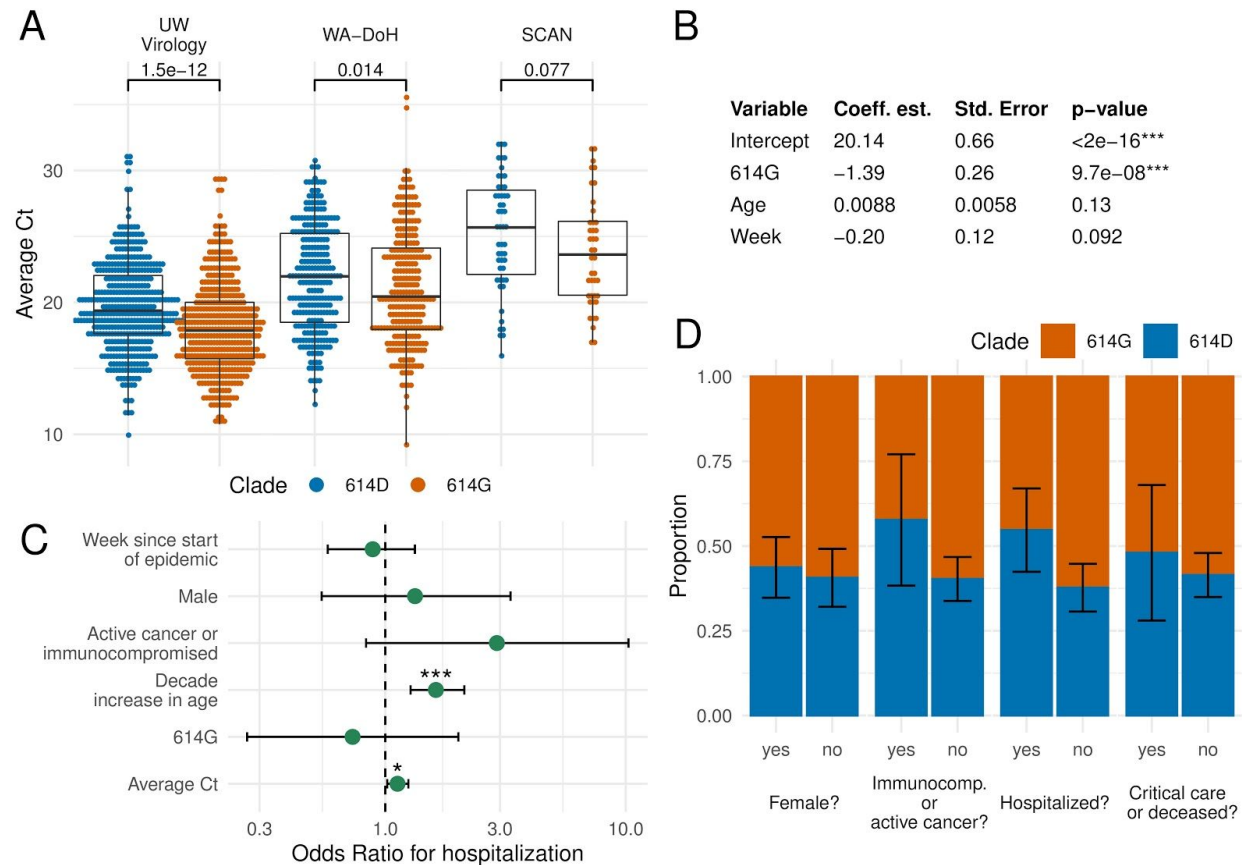 A
UW
Virology
WA−DoH
SCAN
1.5e−12
0.014
0.077
Average Ct
30
20
10
Clade
614D
614G
B
Variable Coeff. est. Std. Error p−value
Intercept 20.14 0.66 <2e−16***
614G −1.39 0.26 9.7e−08***
Age 0.0088 0.0058 0.13
Week −0.20 0.12 0.092
C
Week since start
of epidemic
Male
Active cancer or
immunocompromised
Decade
increase in age
***
614G
Average Ct
*
0.3 1.0 3.0 10.0
Odds Ratio for hospitalization
D
Clade 614G 614D
Proportion
1.00
0.75
0.50
0.25
0.00
yes no yes no yes no yes no
Female?
Immunocomp.
or
active cancer?
Hospitalized?
Critical care
or deceased?